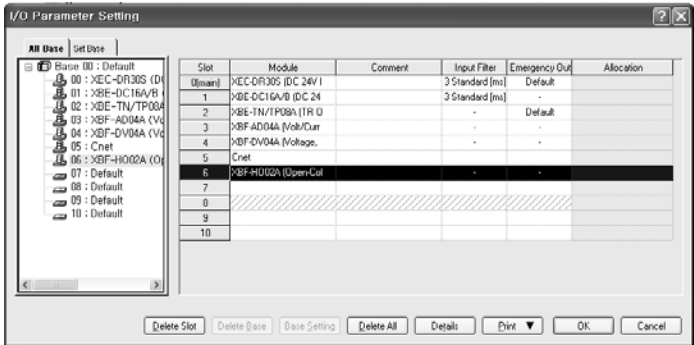 I/O Parameter Setting
All Base Set Base
Base 00 : Default
00 : XEC-DR30S (D
01 : XBE-DC16A/B
02 : XBE-TN/TP08A
03 : XBF-AD04A (Vo
04 : XBF-DV04A (Vo
05 : Cnet
06 : XBF-HO02A (O
07 : Default
08 : Default
09 : Default
10 : Default
Slot Module Comment Input Filter Emergency Out Allocation
0(main) XEC-DR30S (DC 24V I 3 Standard [ms] Default
1 XBE-DC16A/B (DC 24 3 Standard [ms] -
2 XBE-TN/TP08A (TR O - Default
3 XBF-AD04A (Volt/Curr - -
4 XBF-DV04A (Voltage, - -
5 Cnet
6 XBF-HO02A (Open-Col - -
7
8
9
10
Delete Slot Delete Base Base Setting Delete All Details Print ▼ OK Cancel